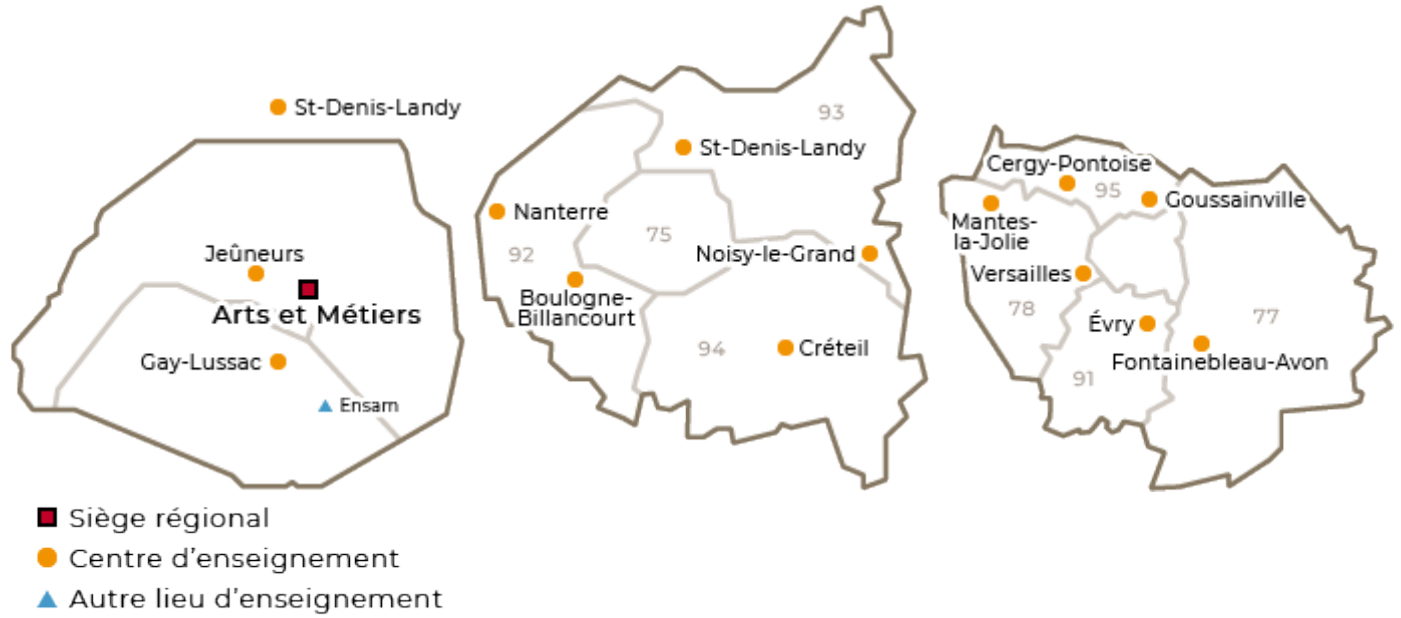 St-Denis-Landy
Jeûneurs
Arts et Métiers
Gay-Lussac
Ensam
93
St-Denis-Landy
Nanterre
75
92
Noisy-le-Grand
Boulogne-
Billancourt
94
Créteil
Cergy-Pontoise
95
Goussainville
Mantes-
la-Jolie
Versailles
78
77
Évry
Fontainebleau-Avon
91
Siège régional
Centre d'enseignement
Autre lieu d'enseignement